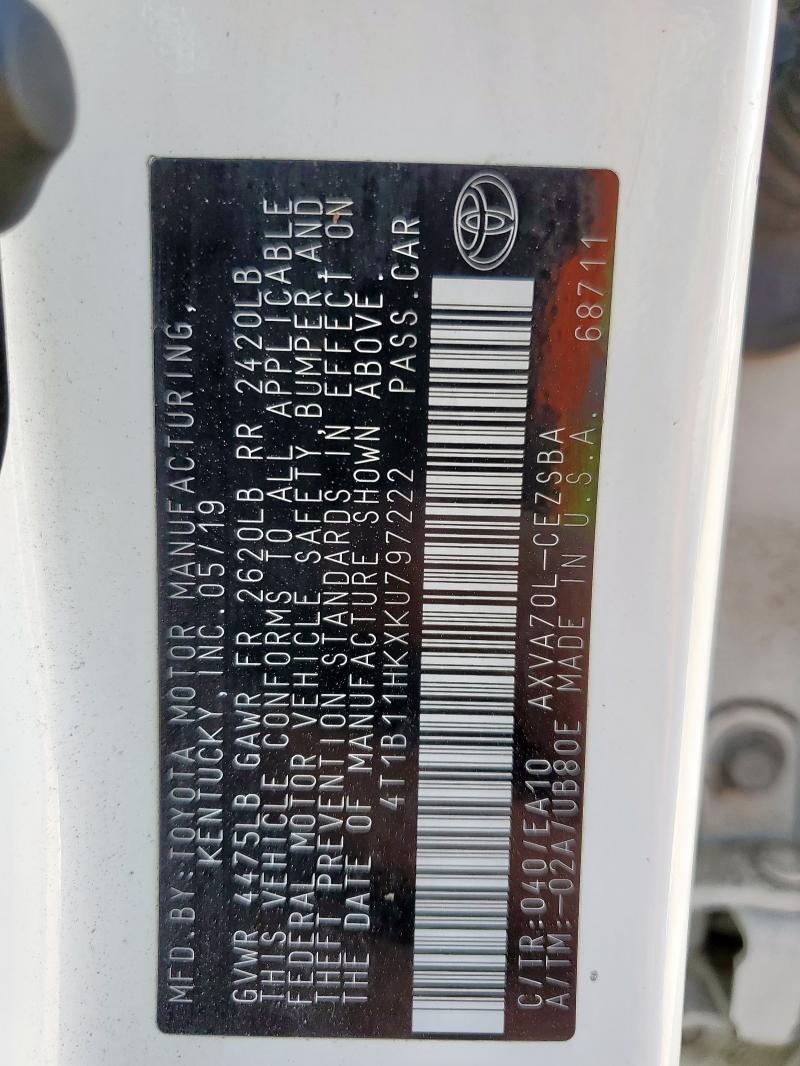 MFD.BY:TOYOTA MOTOR MANUFACTURING,
KENTUCKY,INC.05/19
GVWR 4475LB GAWR FR 2620LB RR 2420LB
THIS VEHICLE CONFORMS TO ALL APPLICABLE
FEDERAL MOTOR VEHICLE SAFETY,BUMPER AND
THEFT PREVENTION STANDARDS IN EFFECT ON
THE DATE OF MANUFACTURE SHOWN ABOVE.
4T1B11HKXKU797222 PASS.CAR
C/TR:040/EA10 AXVA70L-CEZSBA
A/TM:-02A/UB80E MADE IN U.S.A. 68711